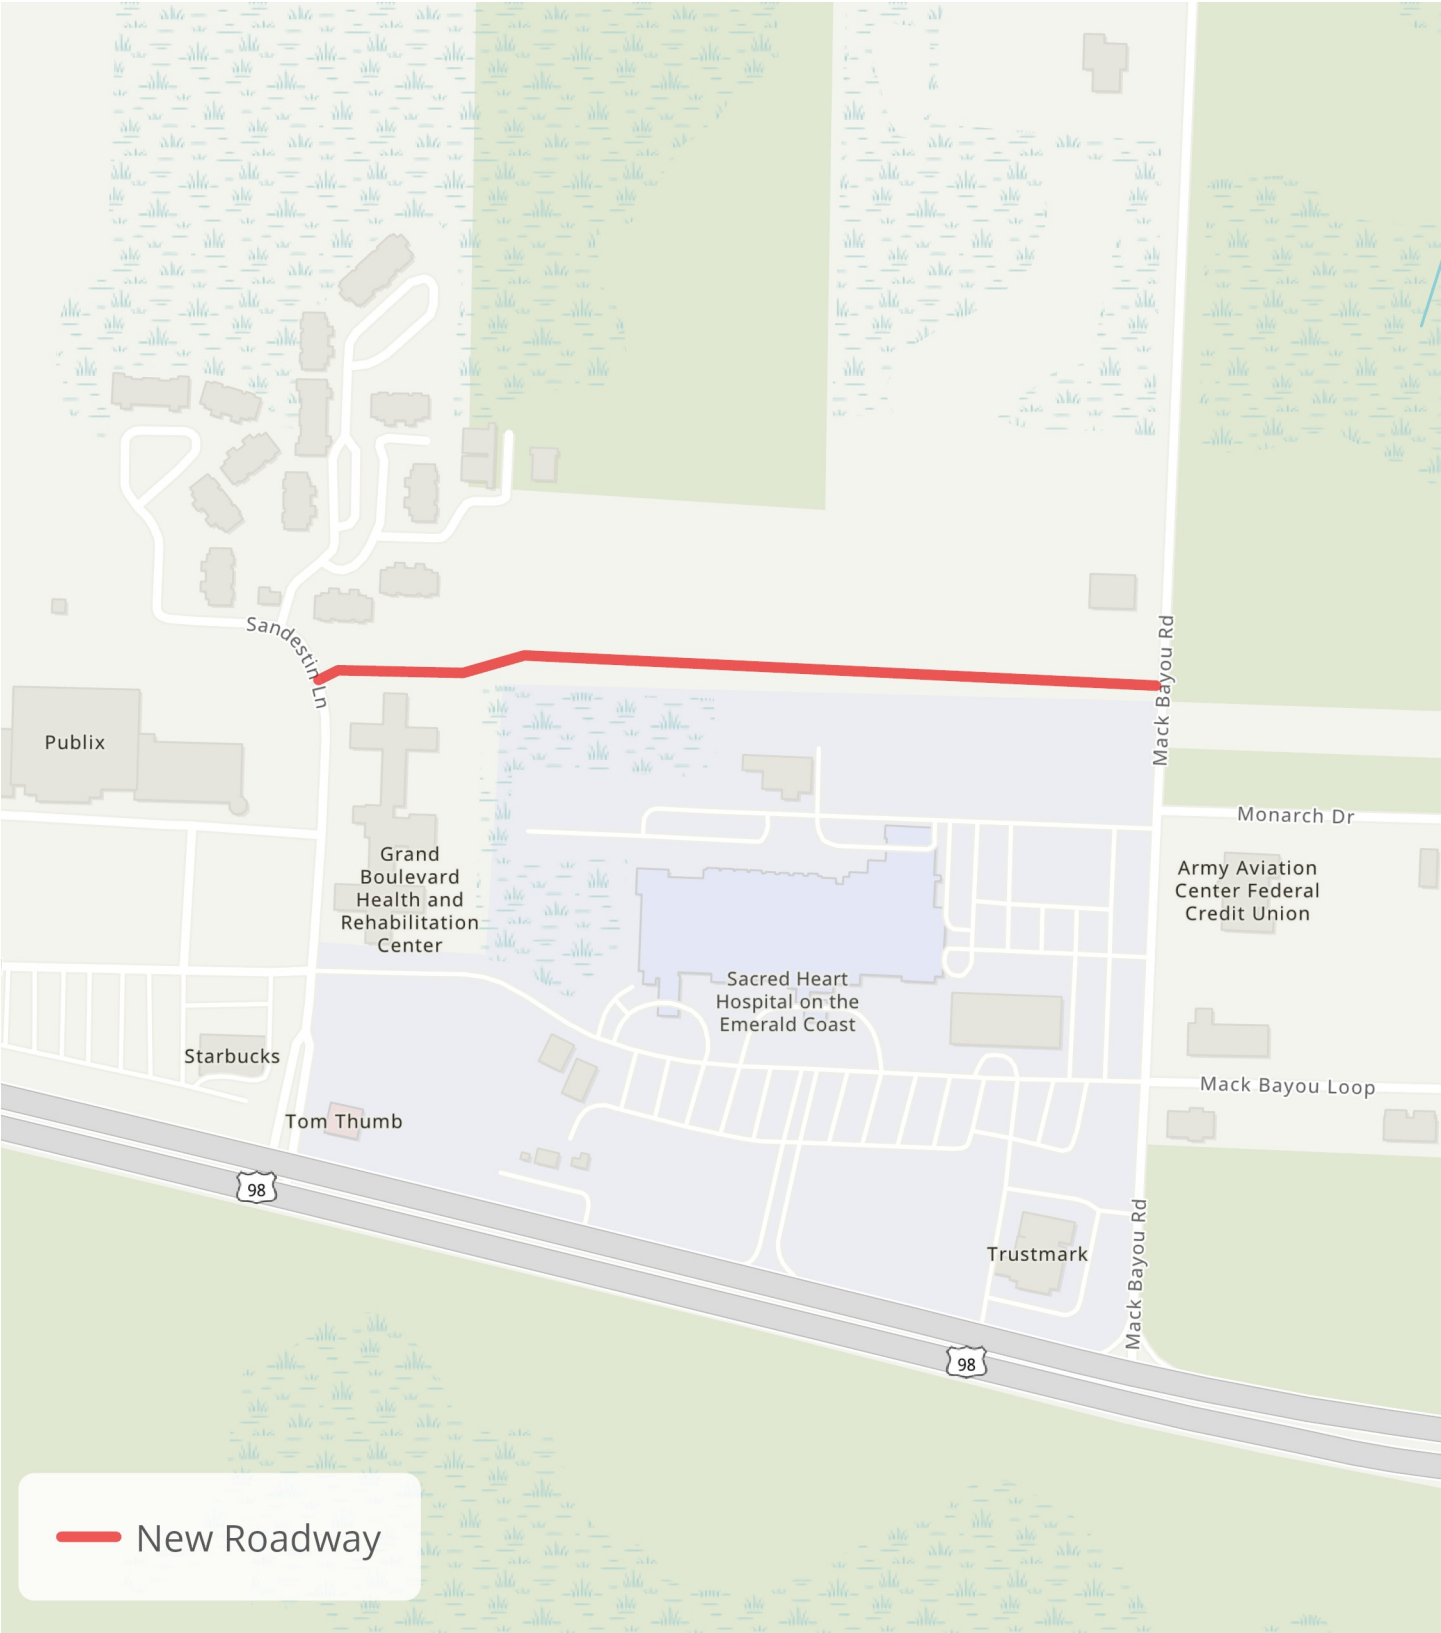 Sandestin Ln
Mack Bayou Rd
Publix
Monarch Dr
Grand
Boulevard
Health and
Rehabilitation
Center
Army Aviation
Center Federal
Credit Union
Sacred Heart
Hospital on the
Emerald Coast
Starbucks
Mack Bayou Loop
Tom Thumb
98
Mack Bayou Rd
Trustmark
98
New Roadway